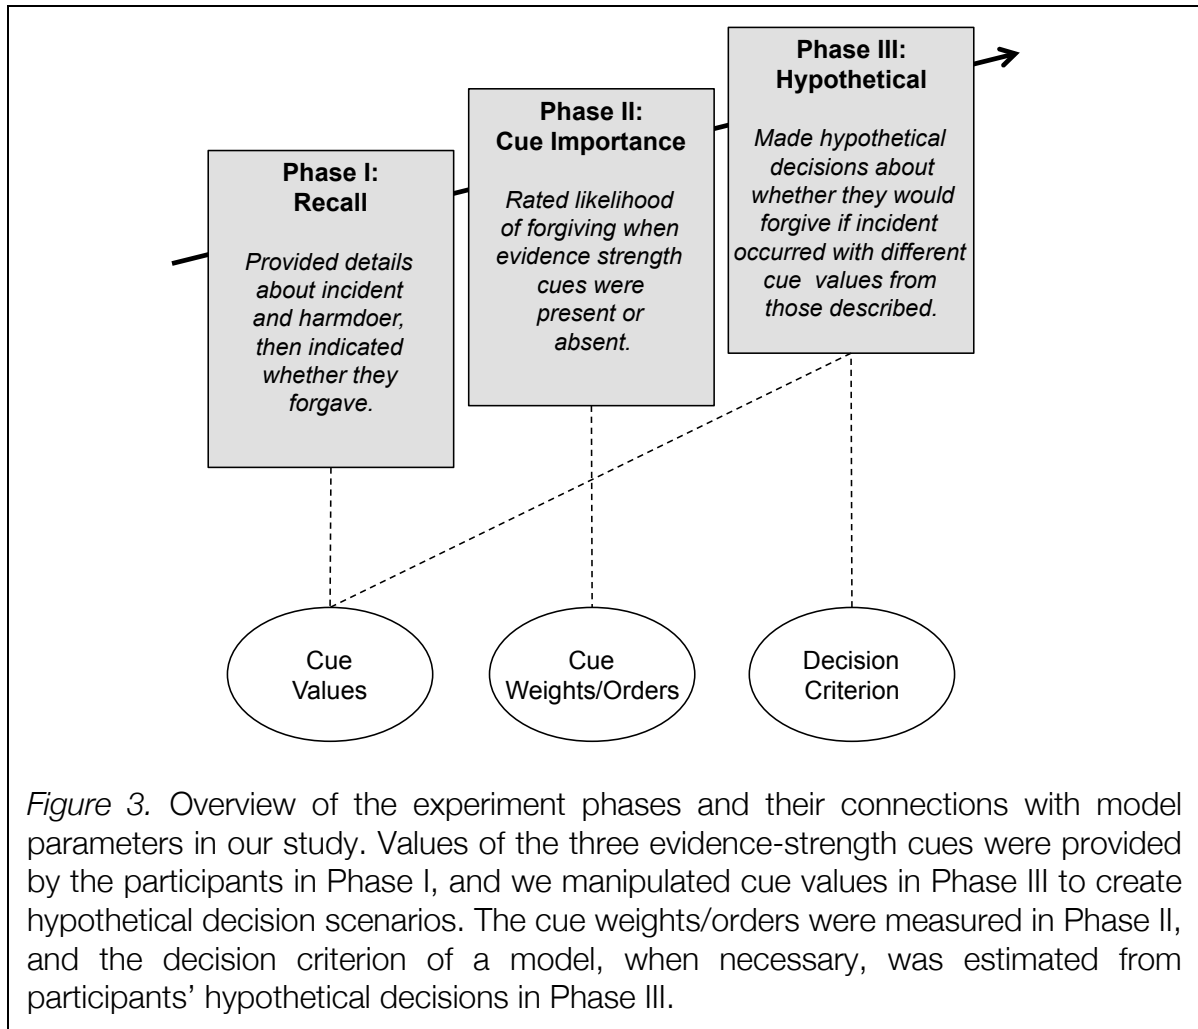 Phase I:
Recall
Provided details
about incident
and harmdoer,
then indicated
whether they
forgave.
Phase II:
Cue Importance
Rated likelihood
of forgiving when
evidence strength
cues were
present or
absent.
Phase III:
Hypothetical
Made hypothetical
decisions about
whether they would
forgive if incident
occurred with different
cue values from
those described.
Cue
Values
Cue
Weights/Orders
Decision
Criterion
Figure 3. Overview of the experiment phases and their connections with model
parameters in our study. Values of the three evidence-strength cues were provided
by the participants in Phase I, and we manipulated cue values in Phase III to create
hypothetical decision scenarios. The cue weights/orders were measured in Phase II,
and the decision criterion of a model, when necessary, was estimated from
participants’ hypothetical decisions in Phase III.